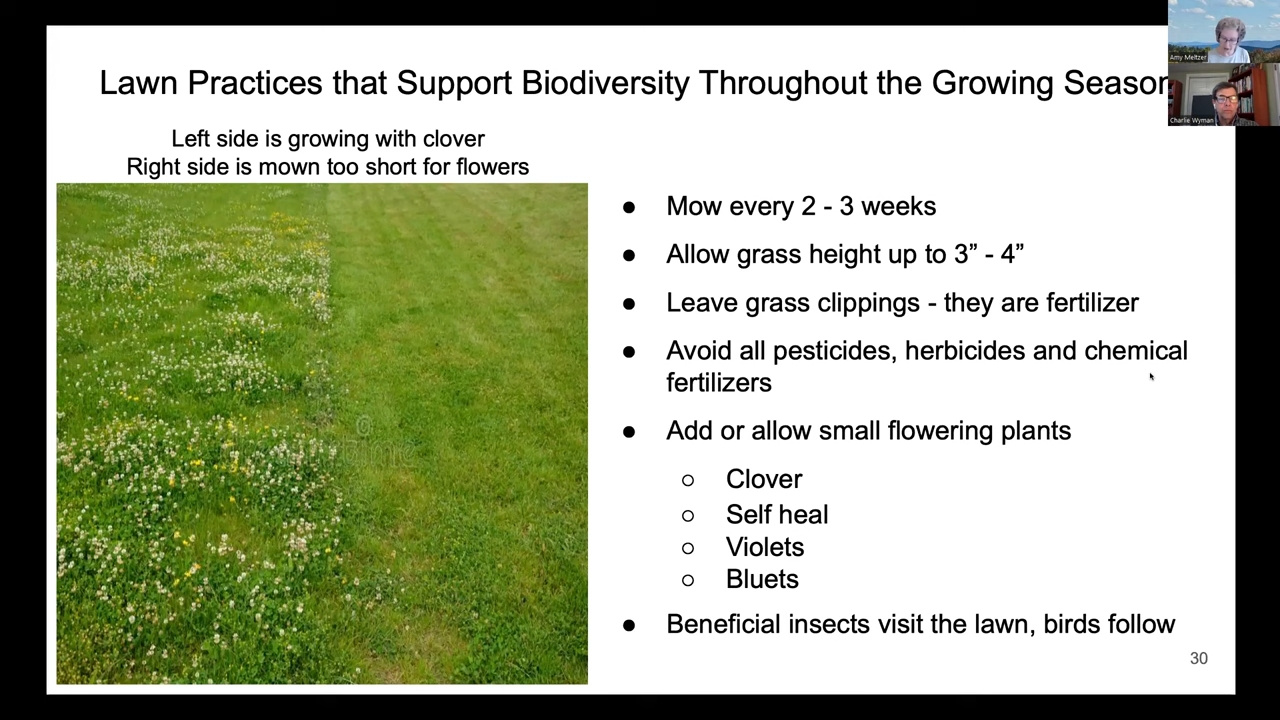 Lawn Practices that Support Biodiversity Throughout the Growing Season
Amy Meltzer
Charlie Wyman
Left side is growing with clover
Right side is mown too short for flowers
● Mow every 2 - 3 weeks
● Allow grass height up to 3” - 4”
● Leave grass clippings - they are fertilizer
● Avoid all pesticides, herbicides and chemical
fertilizers
● Add or allow small flowering plants
○ Clover
○ Self heal
○ Violets
○ Bluets
● Beneficial insects visit the lawn, birds follow
30